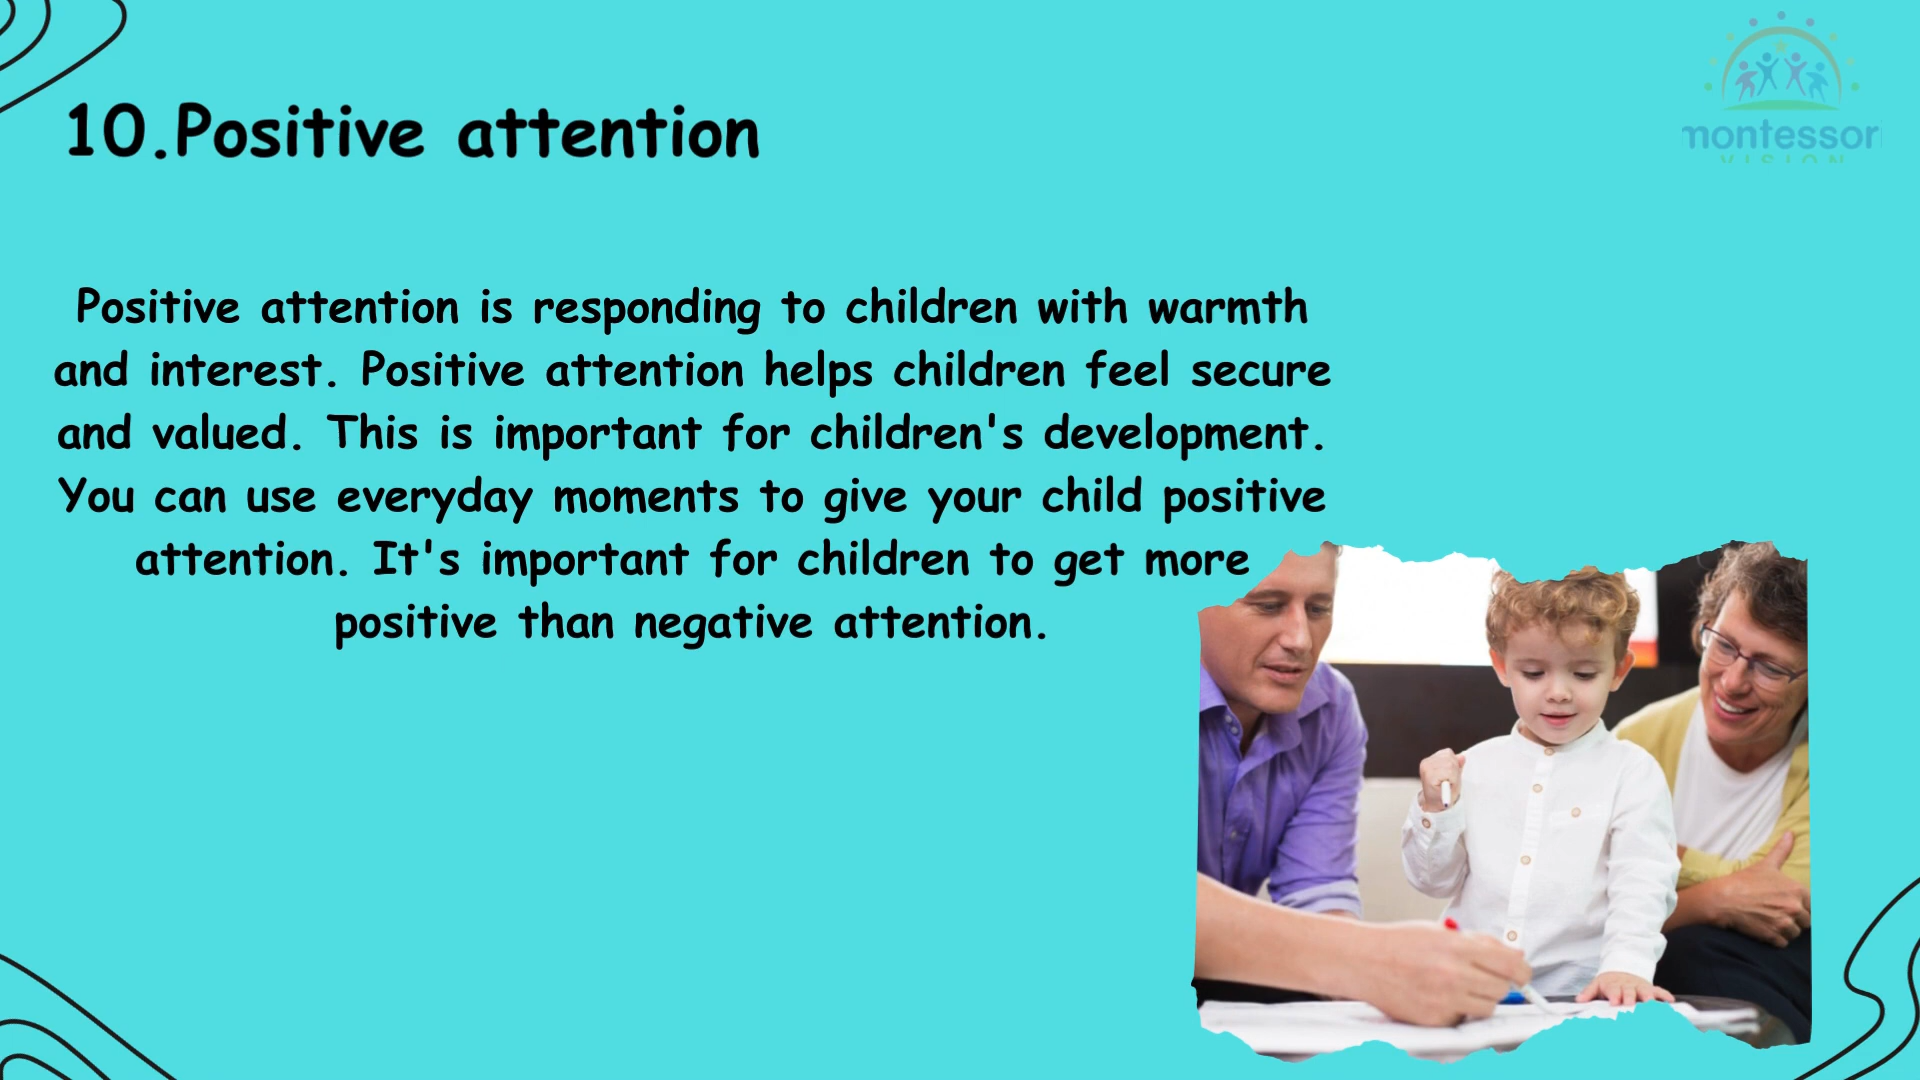 montessor
VISION
10.Positive attention
Positive attention is responding to children with warmth
and interest. Positive attention helps children feel secure
and valued. This is important for children's development.
You can use everyday moments to give your child positive
attention. It's important for children to get more
positive than negative attention.